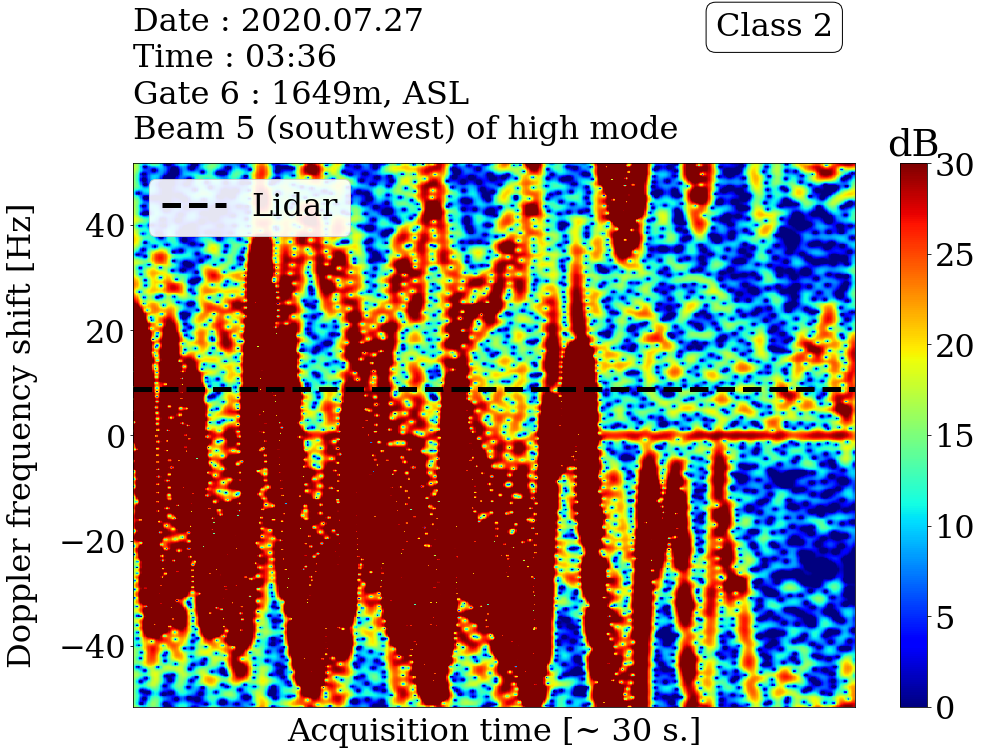 Date : 2020.07.27
Time : 03:36
Gate 6 : 1649m, ASL
Beam 5 (southwest) of high mode
Class 2
dB
Lidar
Doppler frequency shift [Hz]
40
20
0
−20
−40
Acquisition time [~ 30 s.]
30
25
20
15
10
5
0